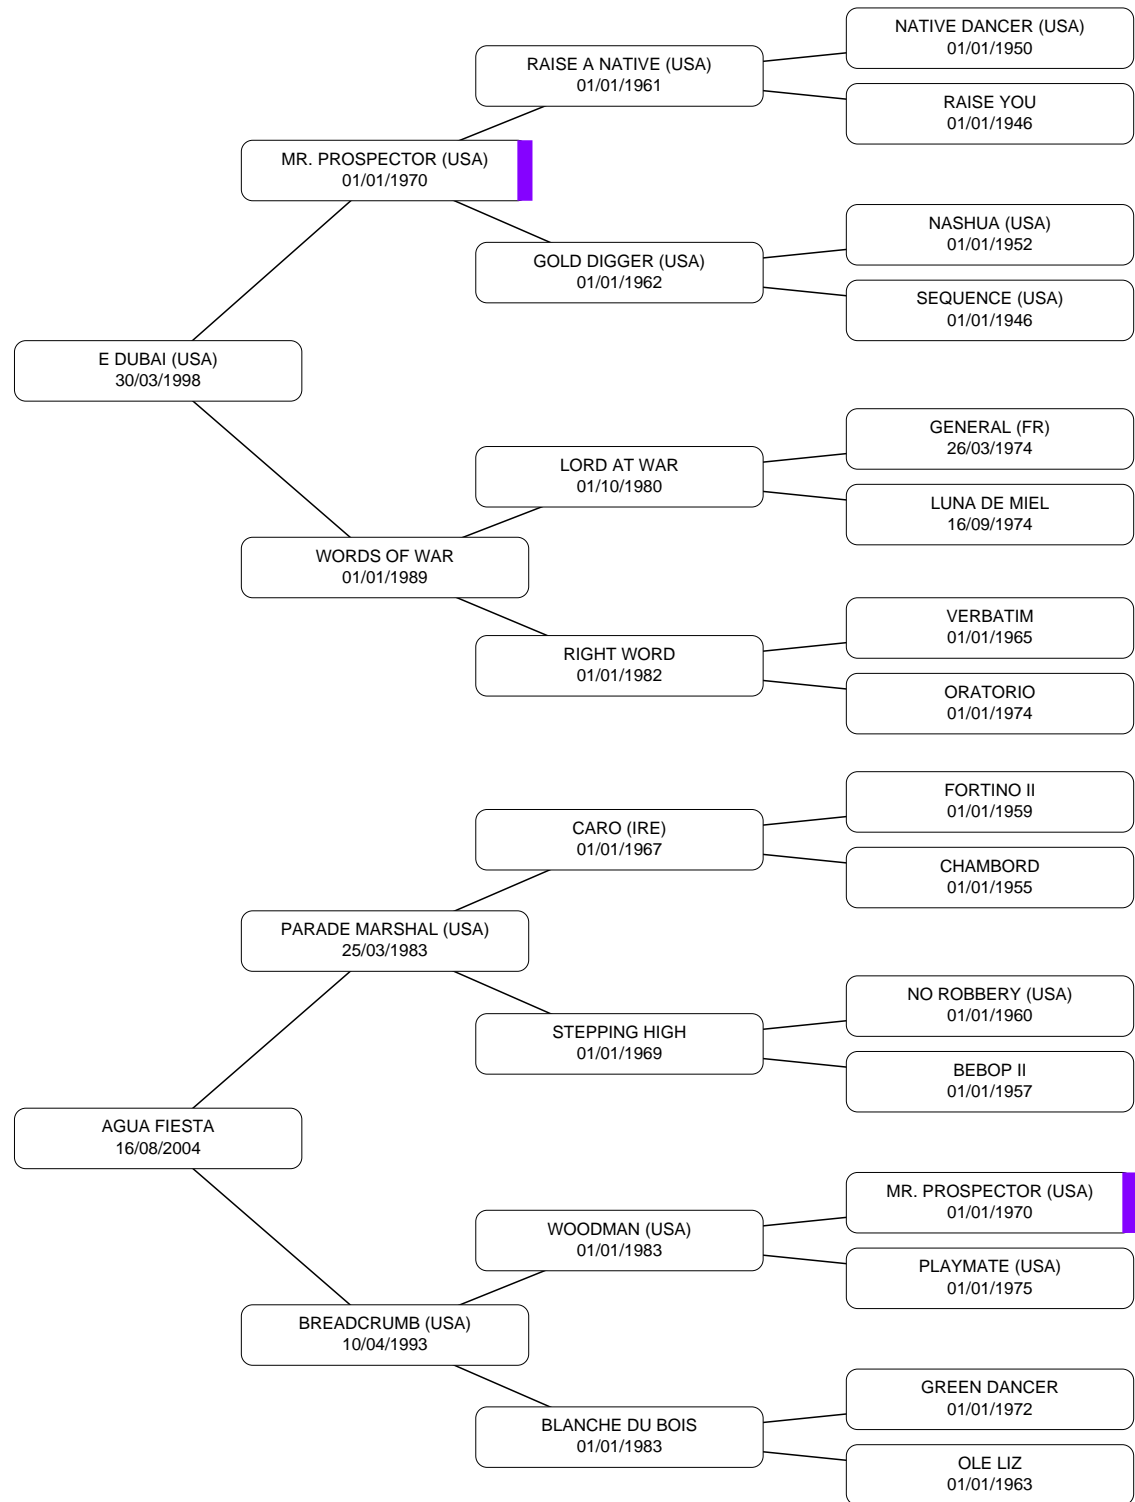 NATIVE DANCER (USA)
01/01/1950
RAISE A NATIVE (USA)
01/01/1961
RAISE YOU
01/01/1946
MR. PROSPECTOR (USA)
01/01/1970
NASHUA (USA)
01/01/1952
GOLD DIGGER (USA)
01/01/1962
SEQUENCE (USA)
01/01/1946
E DUBAI (USA)
30/03/1998
GENERAL (FR)
26/03/1974
LORD AT WAR
01/10/1980
LUNA DE MIEL
16/09/1974
WORDS OF WAR
01/01/1989
VERBATIM
01/01/1965
RIGHT WORD
01/01/1982
ORATORIO
01/01/1974
FORTINO II
01/01/1959
CARO (IRE)
01/01/1967
CHAMBORD
01/01/1955
PARADE MARSHAL (USA)
25/03/1983
NO ROBBERY (USA)
01/01/1960
STEPPING HIGH
01/01/1969
BEBOP II
01/01/1957
AGUA FIESTA
16/08/2004
MR. PROSPECTOR (USA)
01/01/1970
WOODMAN (USA)
01/01/1983
PLAYMATE (USA)
01/01/1975
BREADCRUMB (USA)
10/04/1993
GREEN DANCER
01/01/1972
BLANCHE DU BOIS
01/01/1983
OLE LIZ
01/01/1963